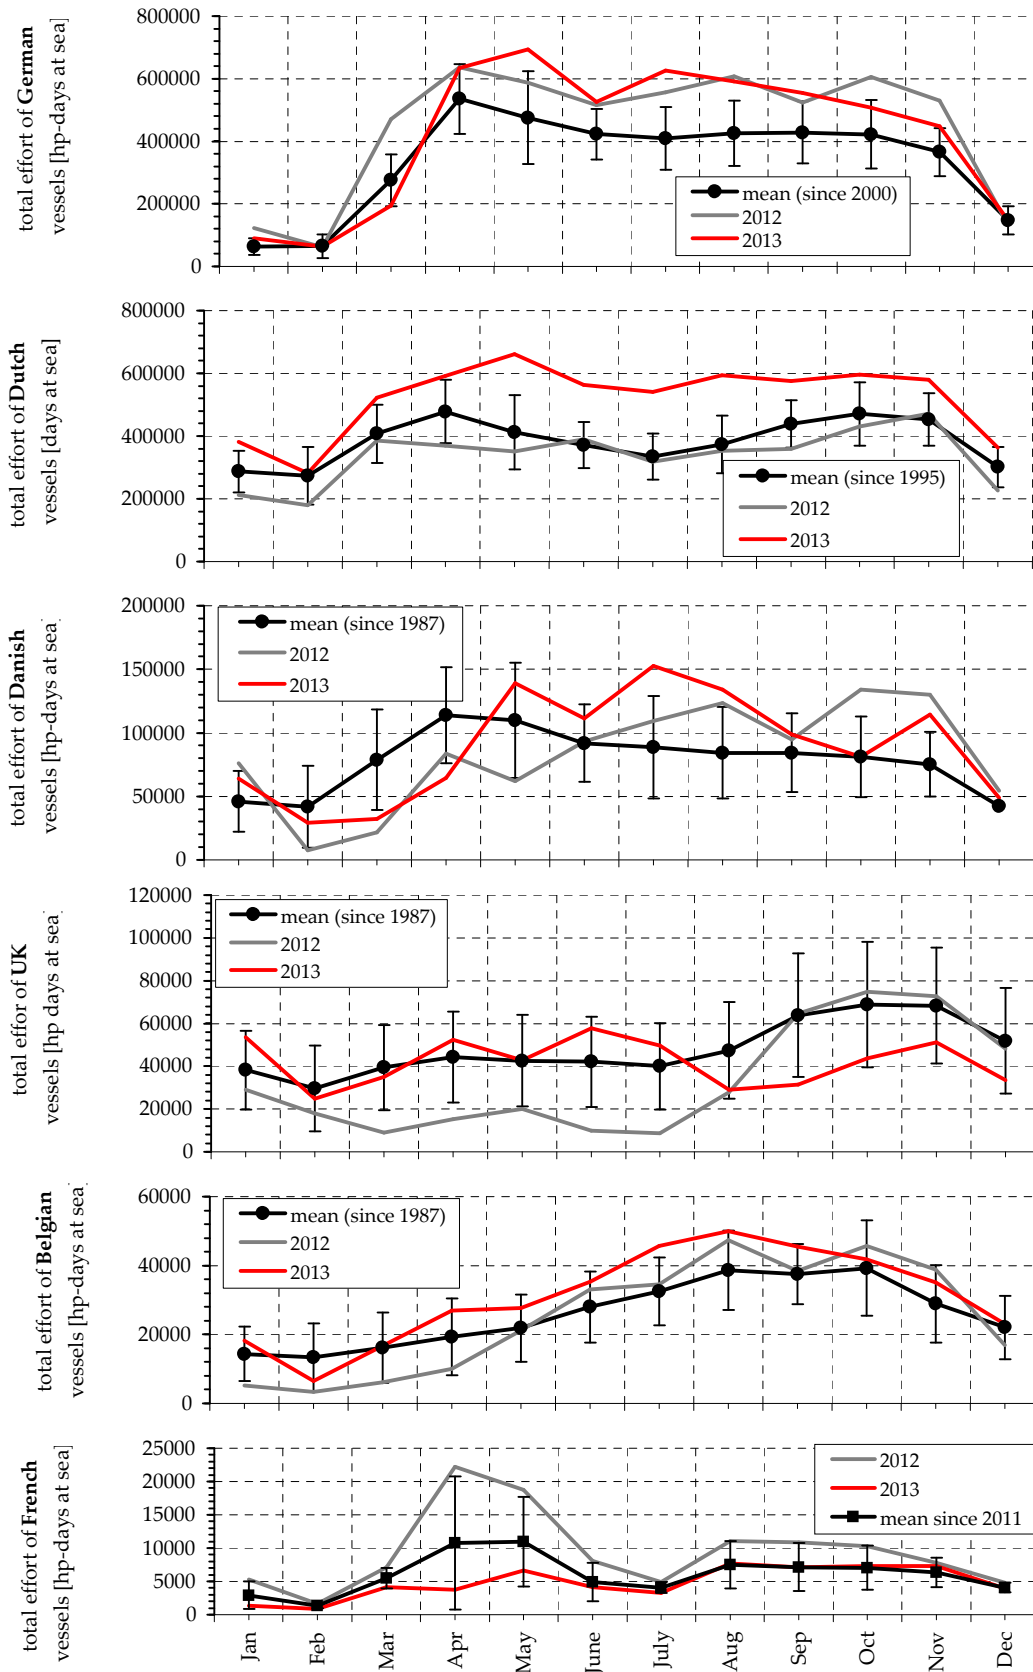 total effort of German
vessels [hp-days at sea]
800000
600000
400000
200000
0
mean (since 2000)
2012
2013
total effort of Dutch
vessels [days at sea]
800000
600000
400000
200000
0
mean (since 1995)
2012
2013
total effort of Danish
vessels [hp-days at sea]
200000
150000
100000
50000
0
mean (since 1987)
2012
2013
total effor of UK
vessels [hp days at sea]
120000
100000
80000
60000
40000
20000
0
mean (since 1987)
2012
2013
total effort of Belgian
vessels [hp-days at sea]
60000
40000
20000
0
mean (since 1987)
2012
2013
total effort of French
vessels [hp-days at sea]
25000
20000
15000
10000
5000
0
2012
2013
mean since 2011
Jan
Feb
Mar
Apr
May
June
July
Aug
Sep
Oct
Nov
Dec